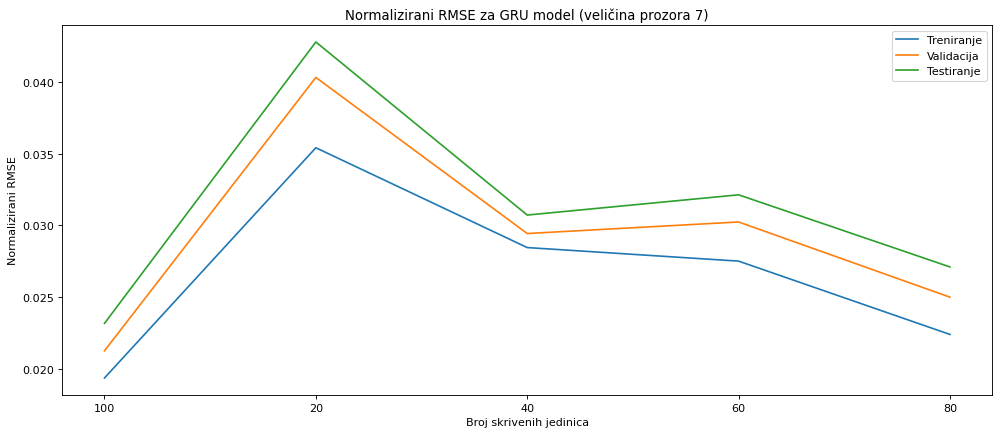 Normalizirani RMSE za GRU model (veličina prozora 7)
Treniranje
Validacija
Testiranje
Normalizirani RMSE
0.040
0.035
0.030
0.025
0.020
100 20 40 60 80
Broj skrivenih jedinica